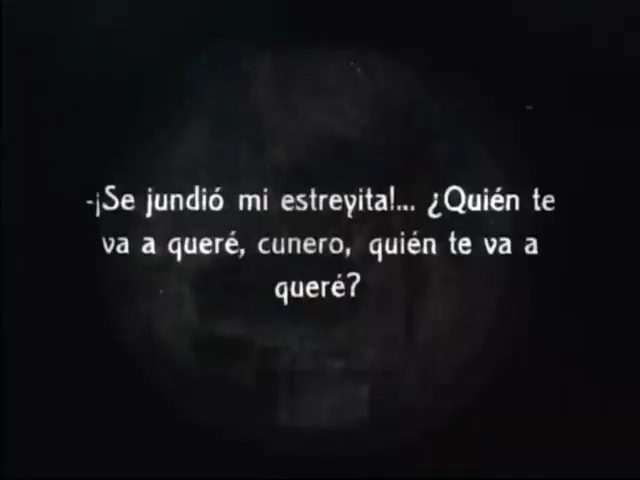 -¡Se jundió mi estreyita!... ¿Quién te
va a queré, cunero, quién te va a
queré?